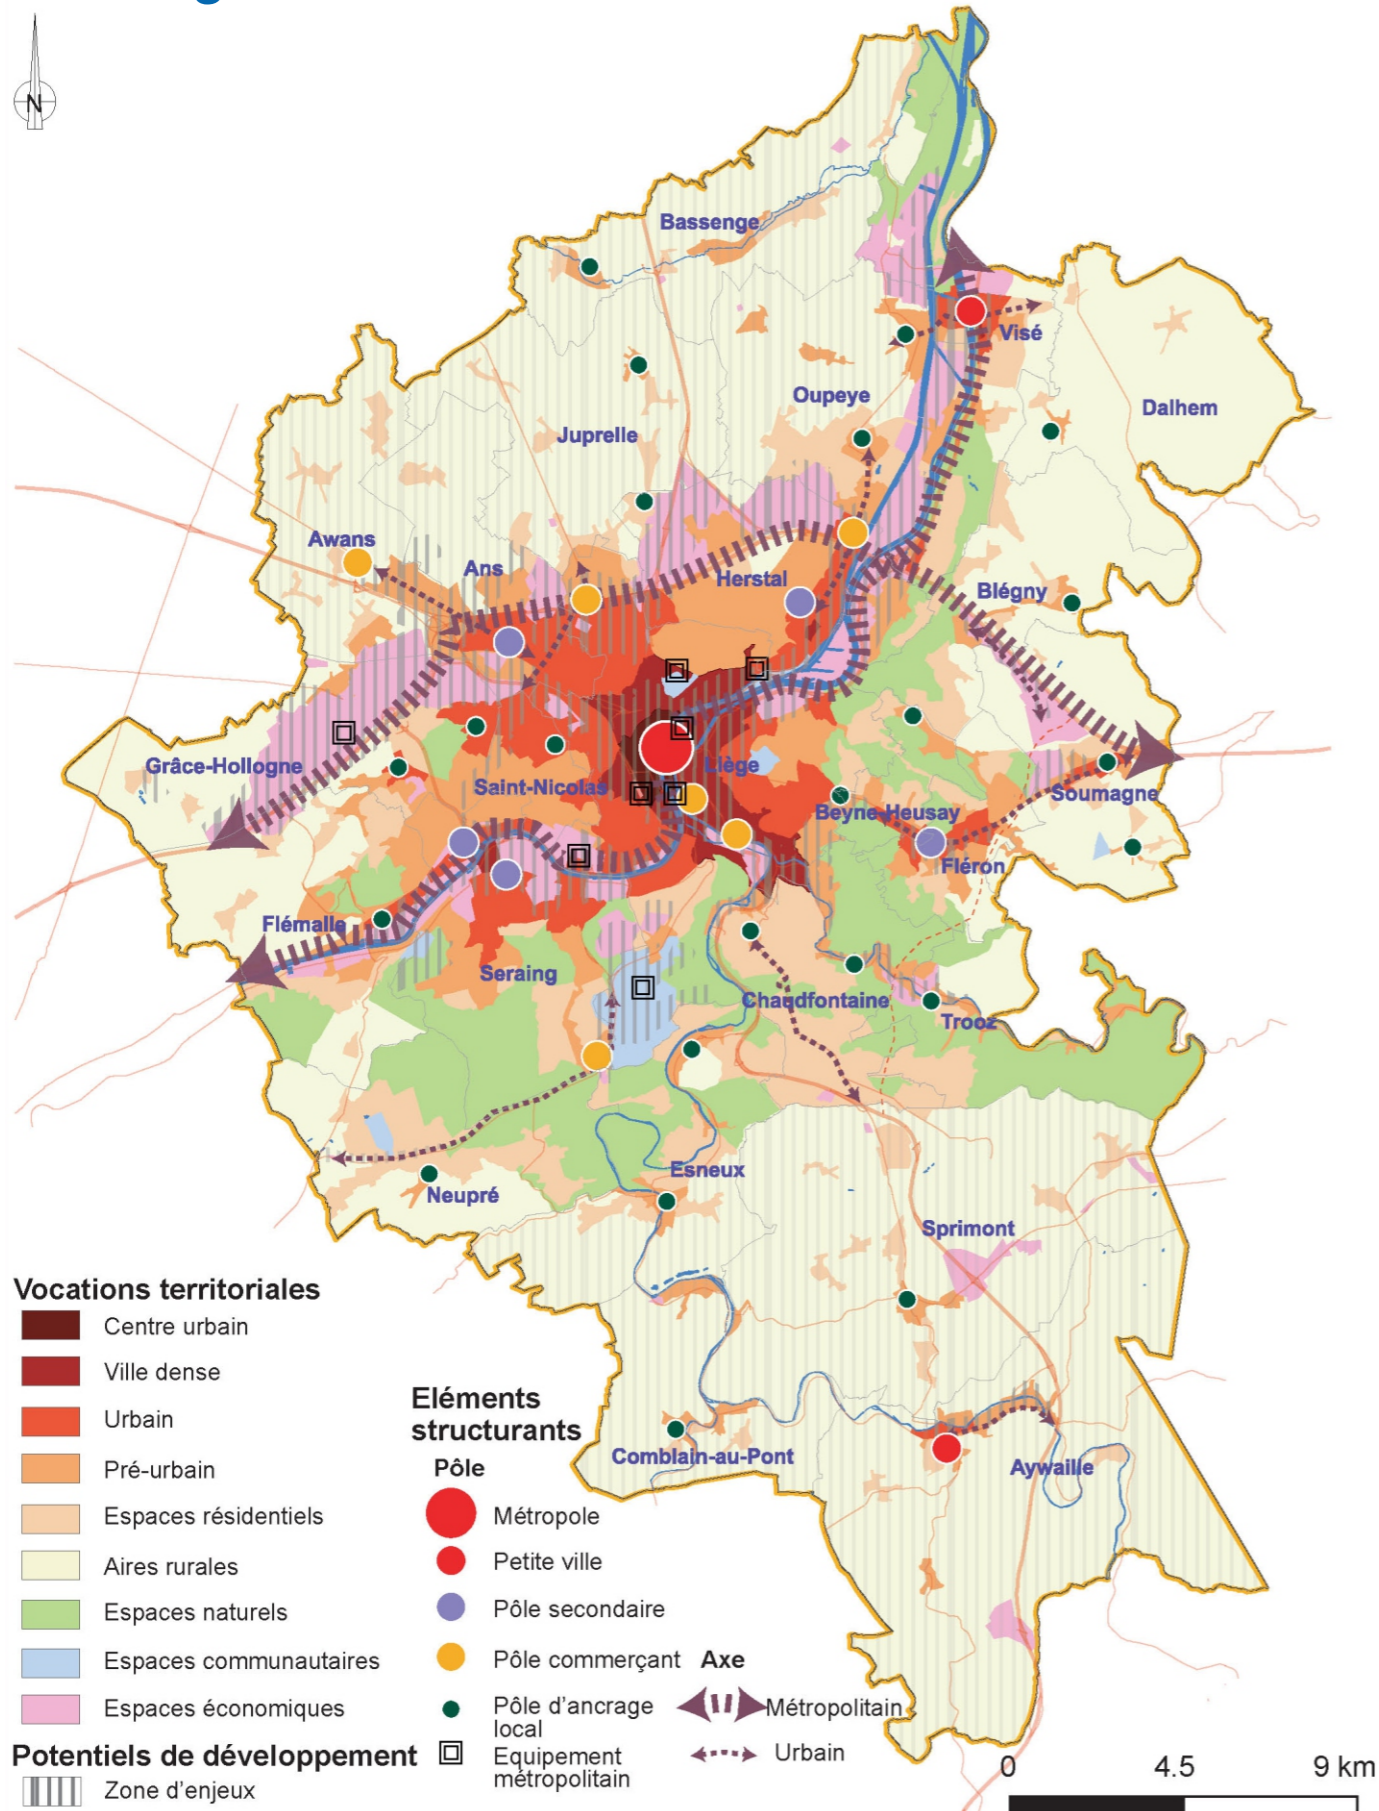 N
Bassenge
Visé
Oupeye
Dalhem
Juprelle
Awans
Ans
Herstal
Blégny
Grâce-Hollogne
Liège
Saint-Nicolas
Soumagne
Beyne-Heusay
Fléron
Flémalle
Seraing
Chaudfontaine
Trooz
Esneux
Neupré
Sprimont
Comblain-au-Pont
Aywaille
Vocations territoriales
Centre urbain
Ville dense
Urbain
Pré-urbain
Espaces résidentiels
Aires rurales
Espaces naturels
Espaces communautaires
Espaces économiques
Potentiels de développement
Zone d'enjeux
Eléments
structurants
Pôle
Métropole
Petite ville
Pôle secondaire
Pôle commerçant
Pôle d'ancrage
local
Equipement
métropolitain
Axe
Métropolitain
Urbain
0 4.5 9 km